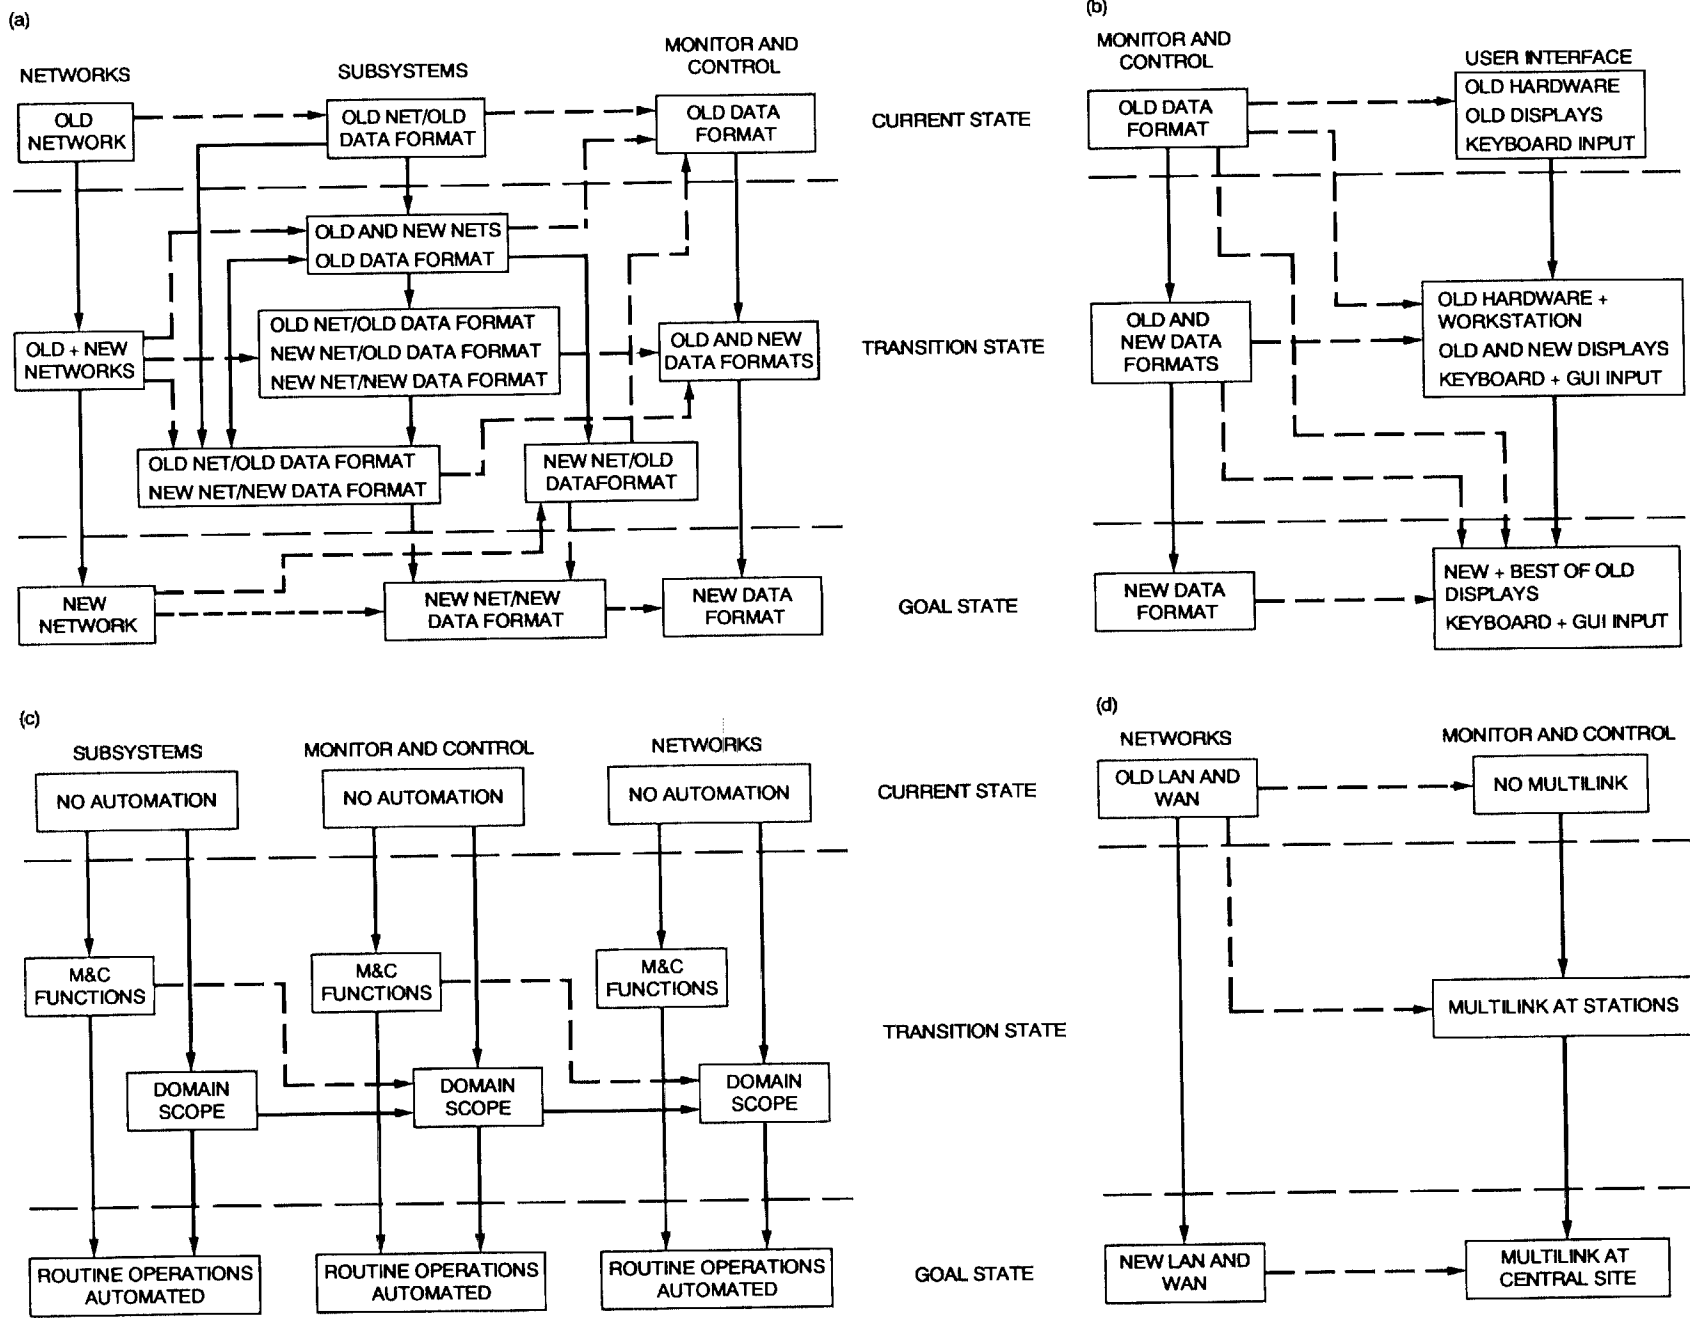 (a)
NETWORKS
SUBSYSTEMS
MONITOR AND
CONTROL
OLD
NETWORK
OLD NET/OLD
DATA FORMAT
OLD DATA
FORMAT
CURRENT STATE
OLD AND NEW NETS
OLD DATA FORMAT
OLD NET/OLD DATA FORMAT
NEW NET/OLD DATA FORMAT
NEW NET/NEW DATA FORMAT
OLD + NEW
NETWORKS
OLD AND NEW
DATA FORMATS
TRANSITION STATE
OLD NET/OLD DATA FORMAT
NEW NET/NEW DATA FORMAT
NEW NET/OLD
DATAFORMAT
NEW
NETWORK
NEW NET/NEW
DATA FORMAT
NEW DATA
FORMAT
GOAL STATE
(b)
MONITOR AND
CONTROL
USER INTERFACE
OLD DATA
FORMAT
OLD HARDWARE
OLD DISPLAYS
KEYBOARD INPUT
OLD AND
NEW DATA
FORMATS
OLD HARDWARE +
WORKSTATION
OLD AND NEW DISPLAYS
KEYBOARD + GUI INPUT
NEW DATA
FORMAT
NEW + BEST OF OLD
DISPLAYS
KEYBOARD + GUI INPUT
(c)
SUBSYSTEMS
MONITOR AND CONTROL
NETWORKS
NO AUTOMATION
NO AUTOMATION
NO AUTOMATION
CURRENT STATE
M&C
FUNCTIONS
M&C
FUNCTIONS
M&C
FUNCTIONS
TRANSITION STATE
DOMAIN
SCOPE
DOMAIN
SCOPE
DOMAIN
SCOPE
ROUTINE OPERATIONS
AUTOMATED
ROUTINE OPERATIONS
AUTOMATED
ROUTINE OPERATIONS
AUTOMATED
GOAL STATE
(d)
NETWORKS
MONITOR AND CONTROL
OLD LAN AND
WAN
NO MULTILINK
MULTILINK AT STATIONS
NEW LAN AND
WAN
MULTILINK AT
CENTRAL SITE